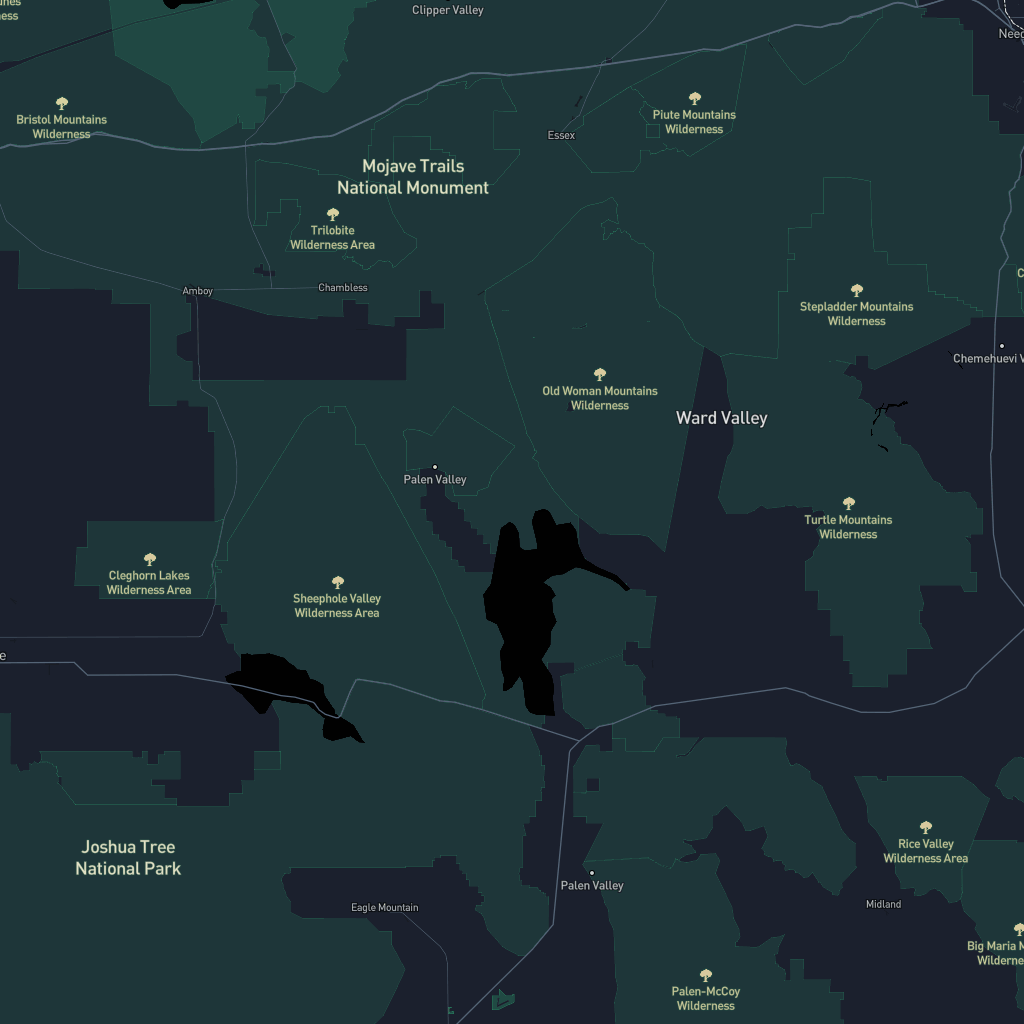 Clipper Valley
Bristol Mountains
Wilderness
Piute Mountains
Wilderness
Essex
Mojave Trails
National Monument
Trilobite
Wilderness Area
Amboy
Chambless
Stepladder Mountains
Wilderness
Chemehuevi V
Old Woman Mountains
Wilderness
Ward Valley
Palen Valley
Turtle Mountains
Wilderness
Cleghorn Lakes
Wilderness Area
Sheephole Valley
Wilderness Area
e
Joshua Tree
National Park
Rice Valley
Wilderness Area
Palen Valley
Eagle Mountain
Midland
Big Maria M
Wilderne
Palen-McCoy
Wilderness